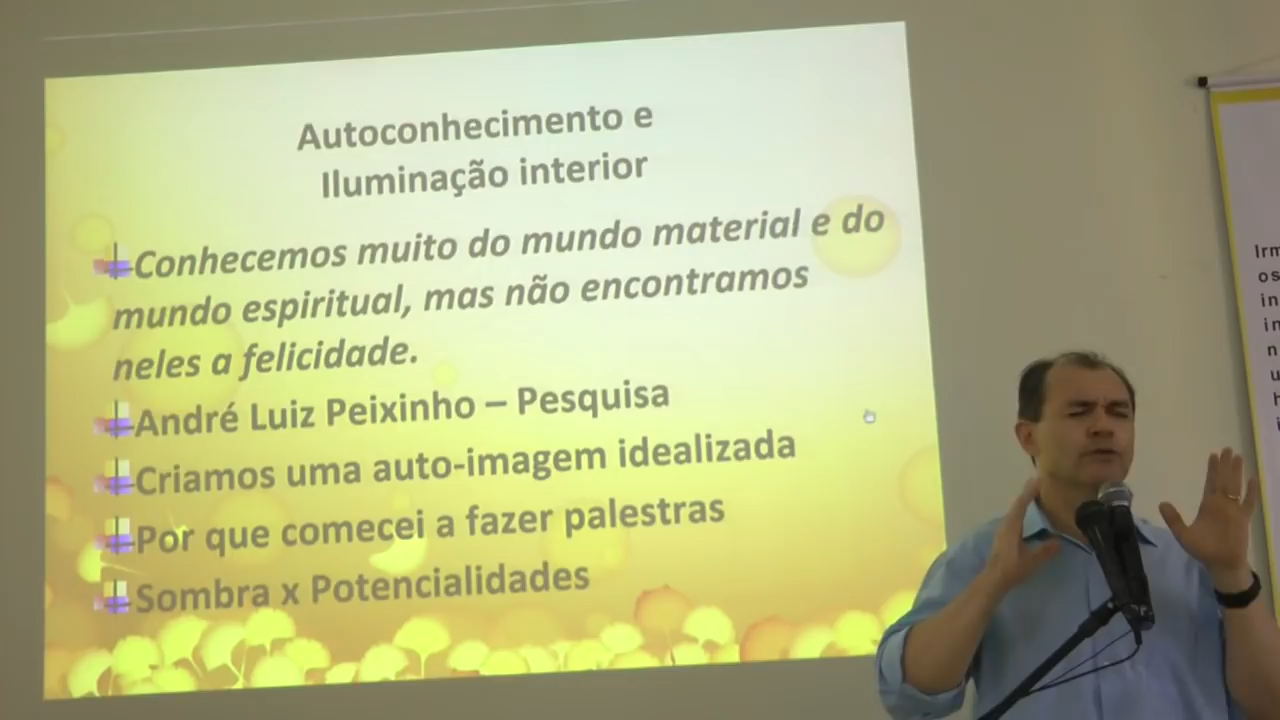 Autoconhecimento e
Iluminação interior
Conhecemos muito do mundo material e do
mundo espiritual, mas não encontramos
neles a felicidade.
André Luiz Peixinho – Pesquisa
Criamos uma auto-imagem idealizada
Por que comecei a fazer palestras
Sombra x Potencialidades